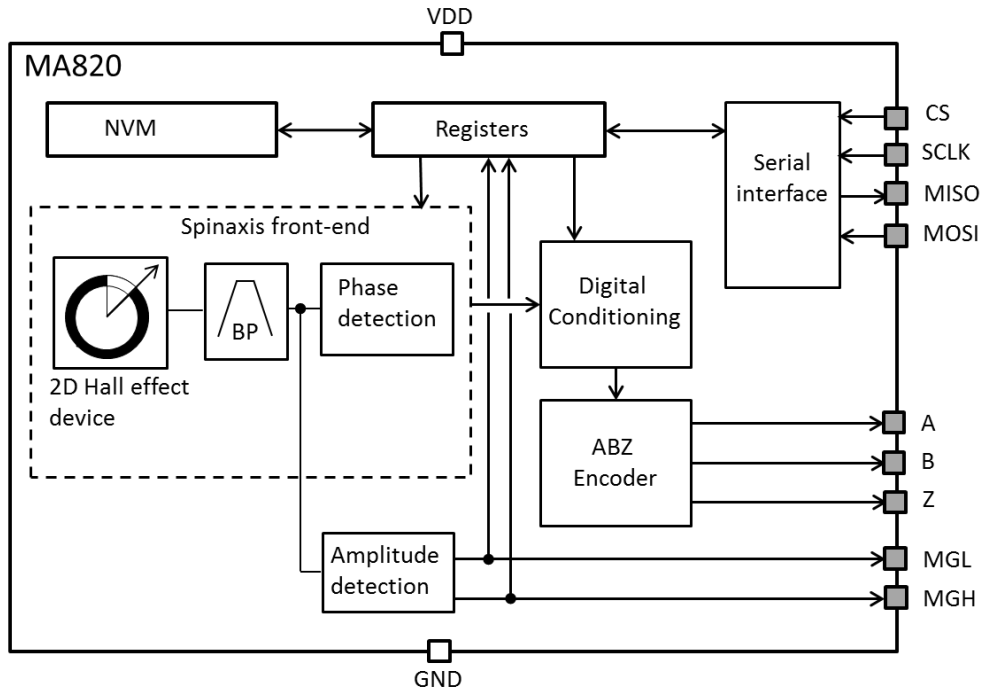 VDD
MA820
NVM
Registers
Serial
interface
CS
SCLK
MISO
MOSI
Spinaxis front-end
2D Hall effect
device
BP
Phase
detection
Digital
Conditioning
ABZ
Encoder
A
B
Z
Amplitude
detection
MGL
MGH
GND